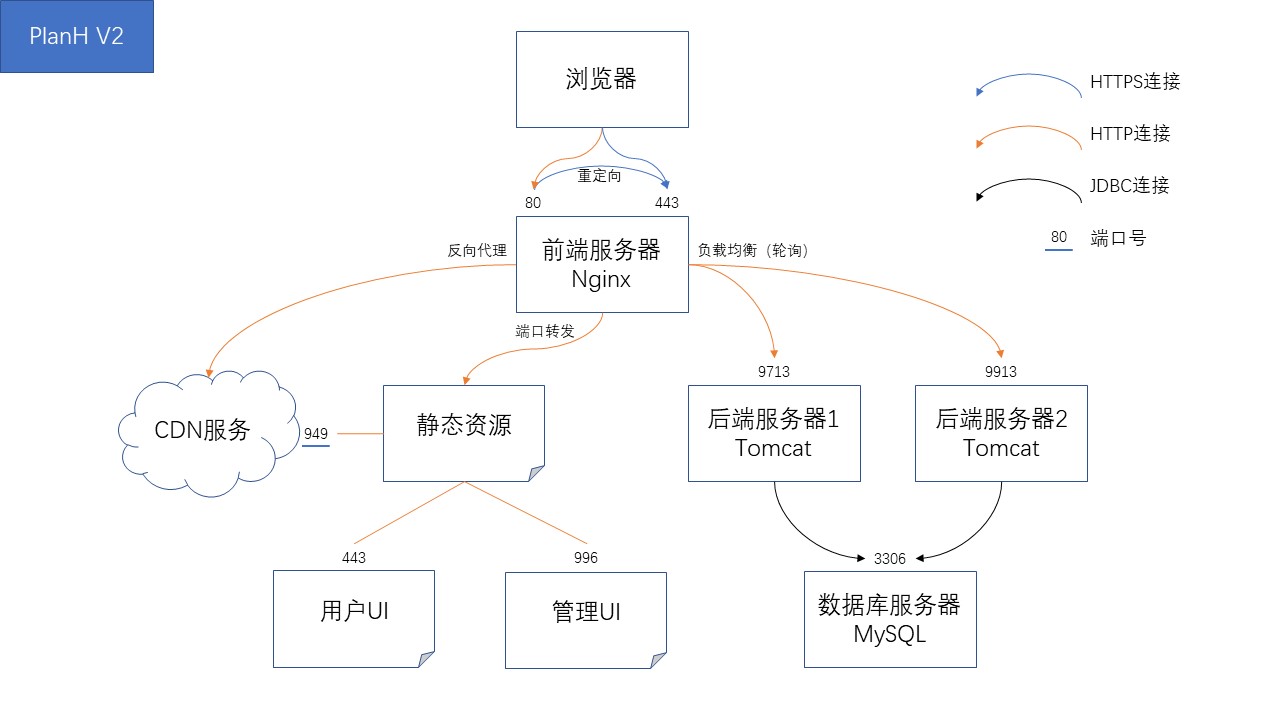 PlanH V2
浏览器
HTTPS连接
HTTP连接
JDBC连接
80 端口号
重定向
80
443
反向代理
前端服务器
Nginx
负载均衡（轮询）
端口转发
9713
9913
CDN服务
949
静态资源
后端服务器1
Tomcat
后端服务器2
Tomcat
443
996
3306
用户UI
管理UI
数据库服务器
MySQL